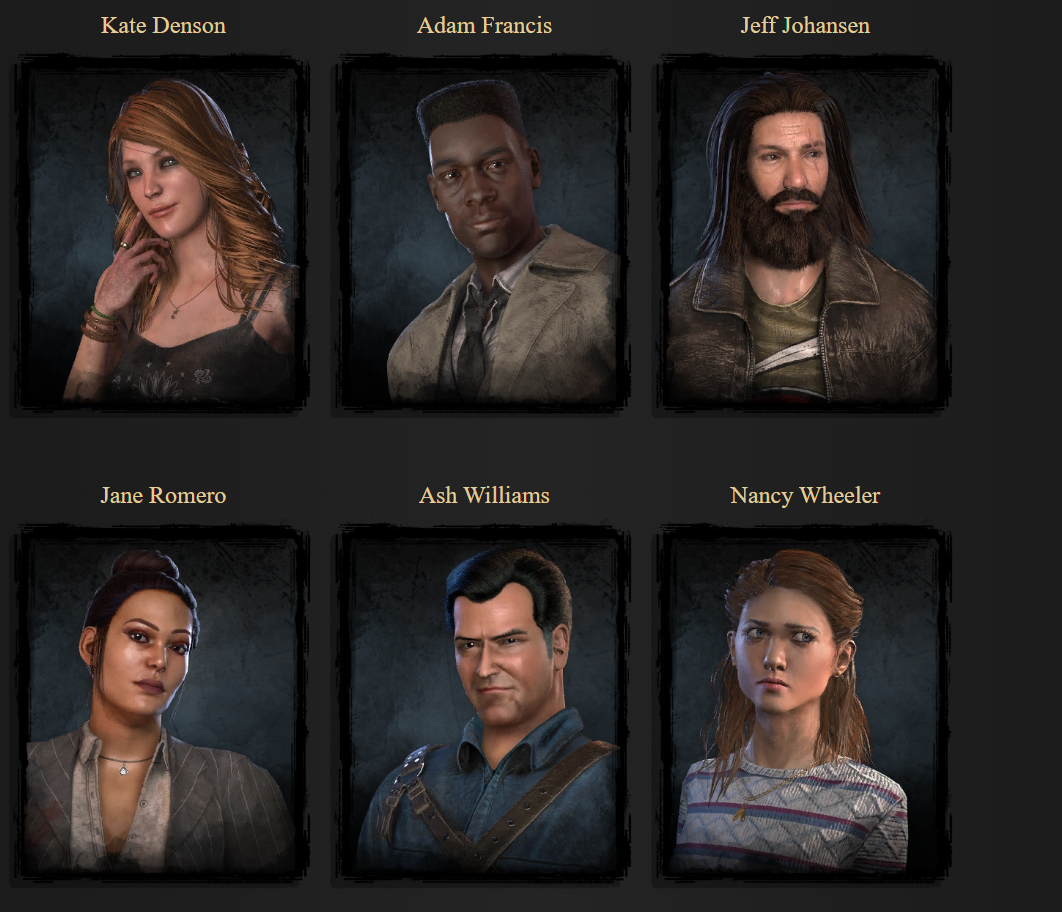 Kate Denson
Adam Francis
Jeff Johansen
Jane Romero
Ash Williams
Nancy Wheeler